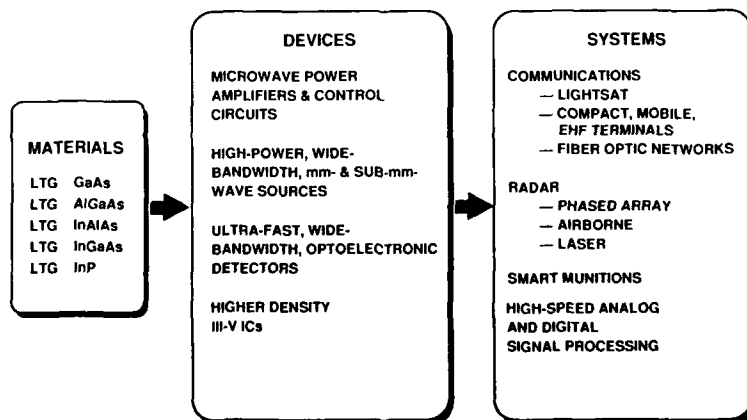 MATERIALS
LTG GaAs
LTG AlGaAs
LTG InAlAs
LTG InGaAs
LTG InP
DEVICES
MICROWAVE POWER
AMPLIFIERS & CONTROL
CIRCUITS
HIGH-POWER, WIDE-
BANDWIDTH, mm- & SUB-mm-
WAVE SOURCES
ULTRA-FAST, WIDE-
BANDWIDTH, OPTOELECTRONIC
DETECTORS
HIGHER DENSITY
III-V ICs
SYSTEMS
COMMUNICATIONS
— LIGHTSAT
— COMPACT, MOBILE,
EHF TERMINALS
— FIBER OPTIC NETWORKS
RADAR
— PHASED ARRAY
— AIRBORNE
— LASER
SMART MUNITIONS
HIGH-SPEED ANALOG
AND DIGITAL
SIGNAL PROCESSING